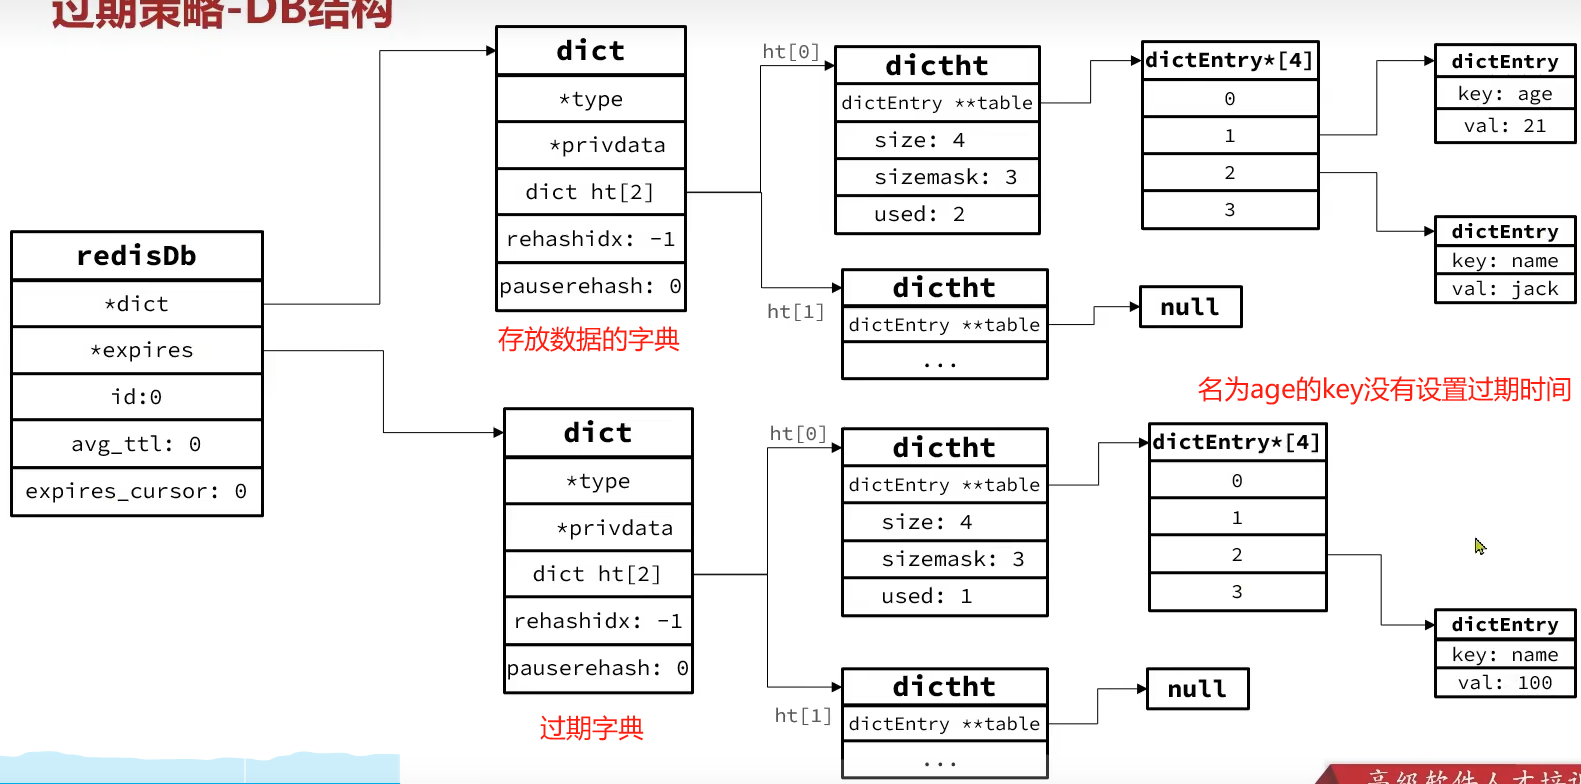 过期策略-DB结构
redisDb
*dict
*expires
id:0
avg_ttl: 0
expires_cursor: 0
dict
*type
*privdata
dict ht[2]
rehashidx: -1
pauserehash: 0
存放数据的字典
ht[0]
dictht
dictEntry **table
size: 4
sizemask: 3
used: 2
ht[1]
dictht
dictEntry **table
...
dictEntry*[4]
0
1
2
3
null
dictEntry
key: age
val: 21
dictEntry
key: name
val: jack
名为age的key没有设置过期时间
dict
*type
*privdata
dict ht[2]
rehashidx: -1
pauserehash: 0
过期字典
ht[0]
dictht
dictEntry **table
size: 4
sizemask: 3
used: 1
ht[1]
dictht
dictEntry **table
...
dictEntry*[4]
0
1
2
3
null
dictEntry
key: name
val: 100
高级软件人才培训